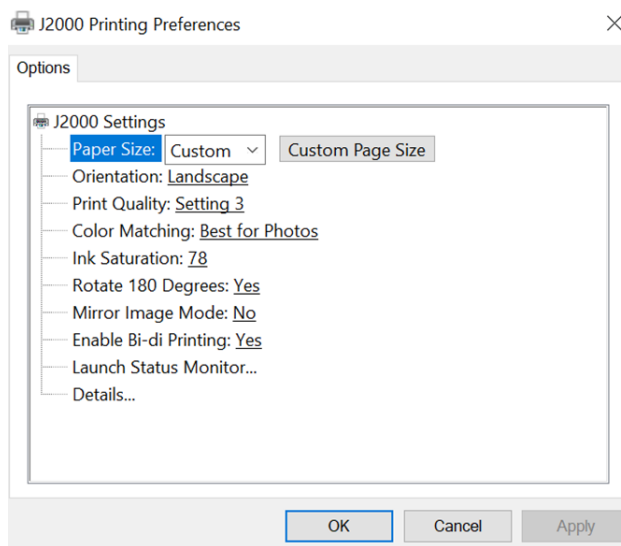 J2000 Printing Preferences
Options
J2000 Settings
Paper Size: Custom Custom Page Size
Orientation: Landscape
Print Quality: Setting 3
Color Matching: Best for Photos
Ink Saturation: 78
Rotate 180 Degrees: Yes
Mirror Image Mode: No
Enable Bi-di Printing: Yes
Launch Status Monitor...
Details...
OK Cancel Apply